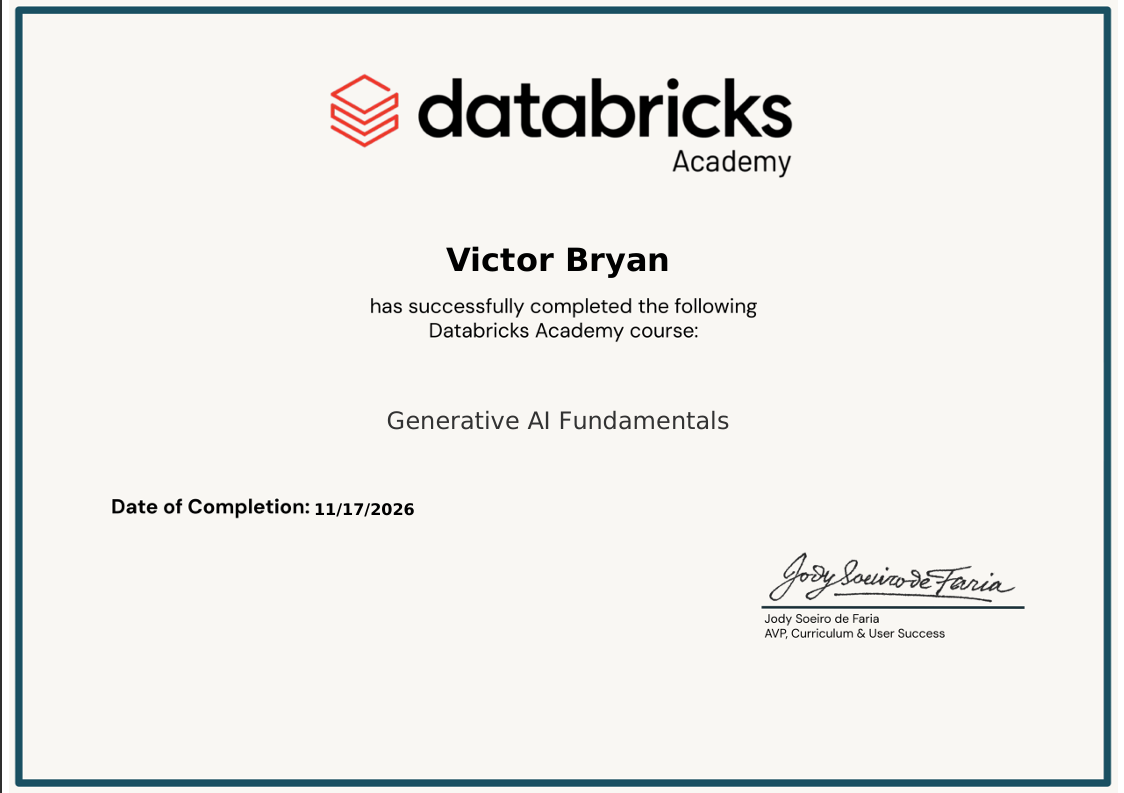 databricks
Academy
Victor Bryan
has successfully completed the following
Databricks Academy course:
Generative AI Fundamentals
Date of Completion: 11/17/2026
Jody Soeiro de Faria
Jody Soeiro de Faria
AVP, Curriculum & User Success